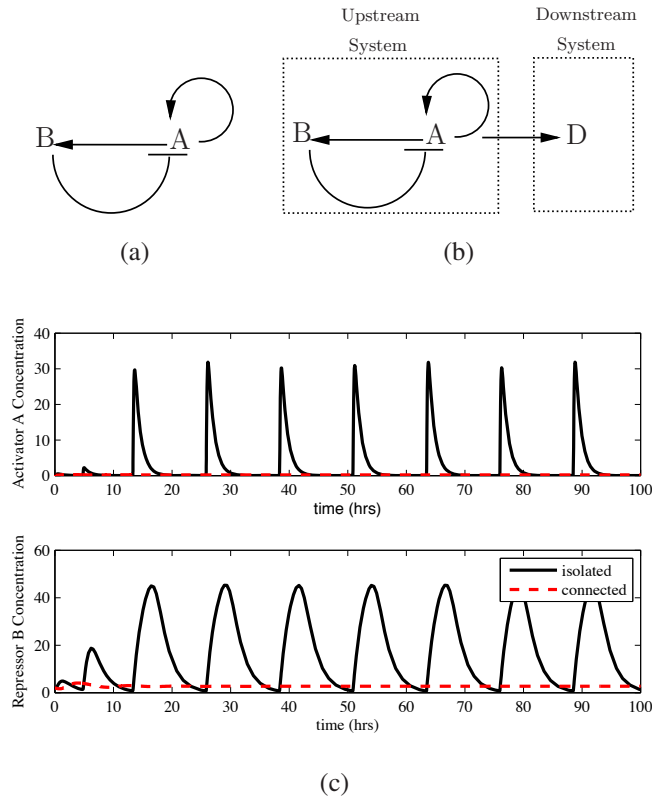 Upstream
System
Downstream
System
B
A
B
A
D
(a)
(b)
Activator A Concentration
40
30
20
10
0
0 10 20 30 40 50 60 70 80 90 100
time (hrs)
Repressor B Concentration
60
40
20
0
isolated
connected
0 10 20 30 40 50 60 70 80 90 100
time (hrs)
(c)